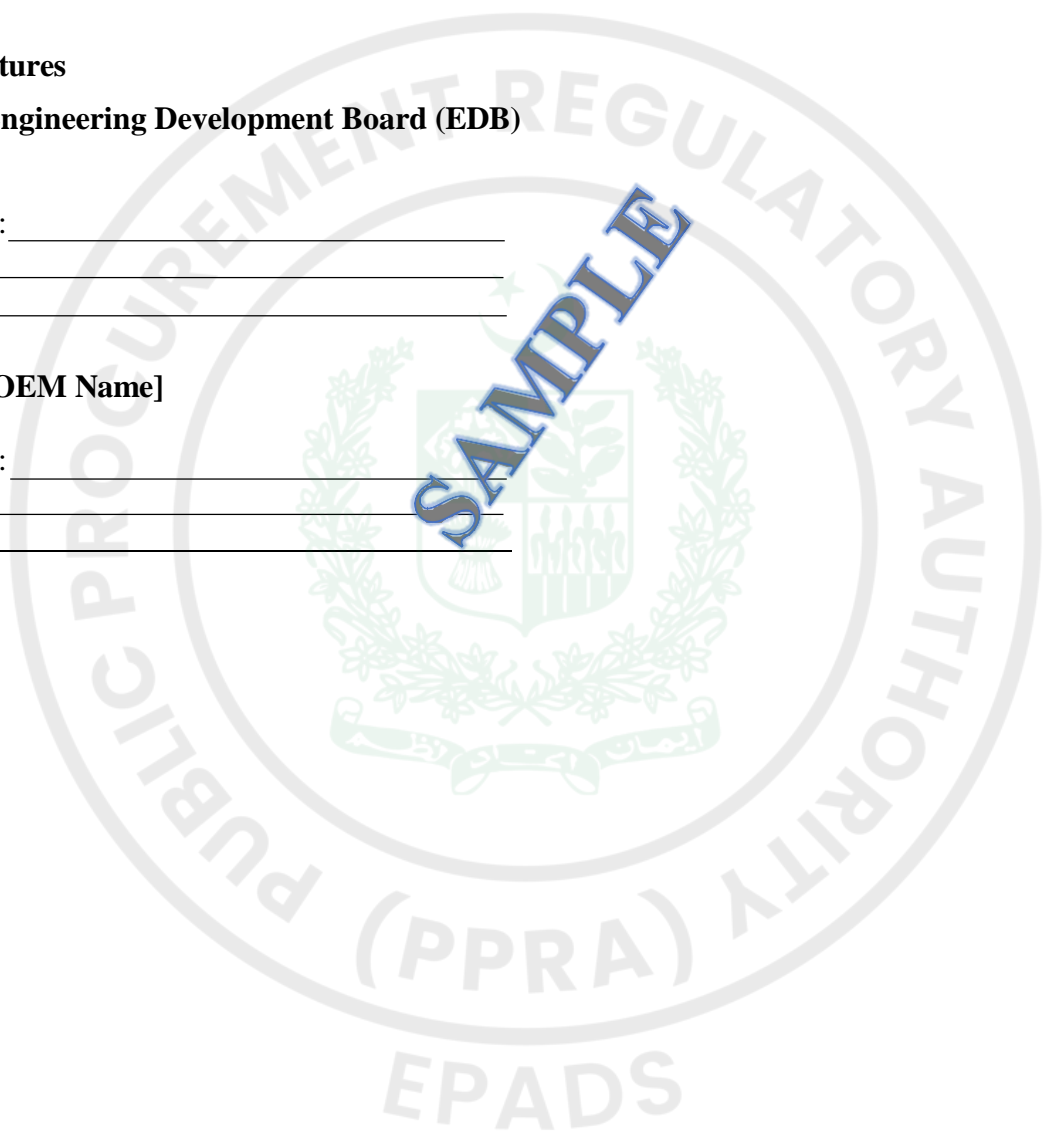 tures
ngineering Development Board (EDB)
:
OEM Name]
:
SAMPLE
PUBLIC PROCUREMENT REGULATORY AUTHORITY
(PPRA)
EPADS